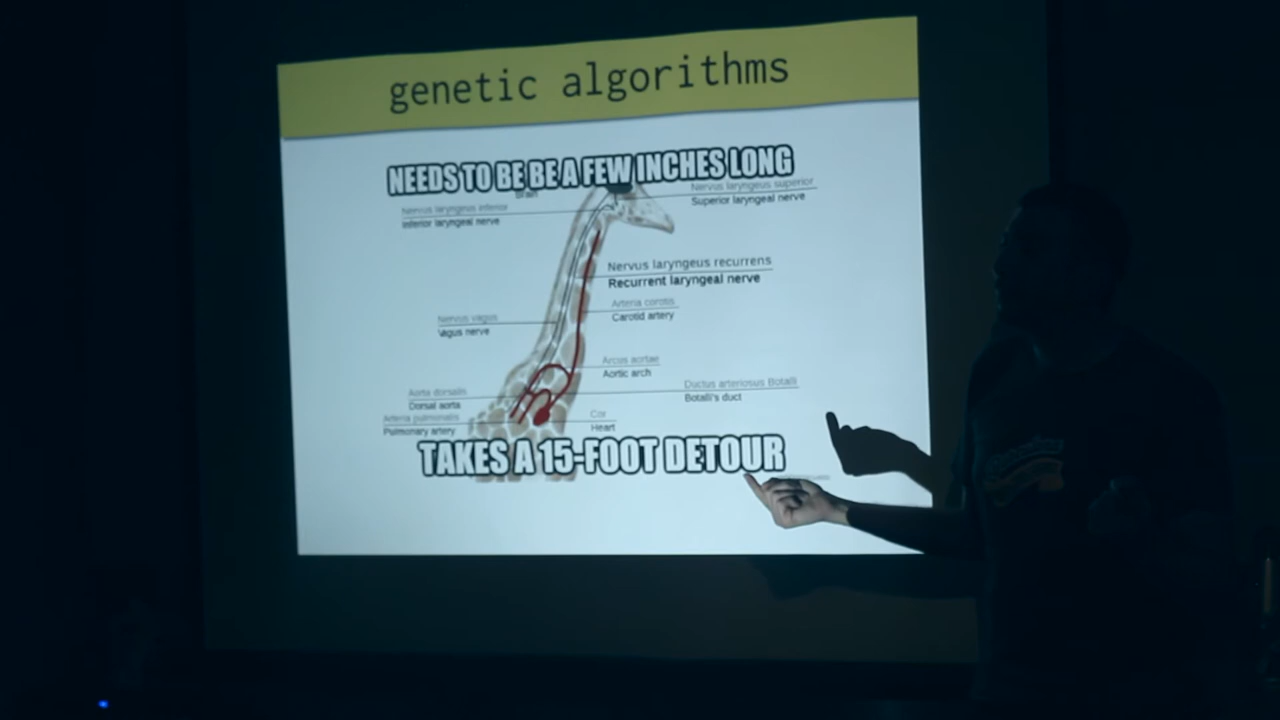 genetic algorithms
NEEDS TO BE BE A FEW INCHES LONG
Brain
Nervus laryngeus superior
Superior laryngeal nerve
Nervus laryngeus inferior
Inferior laryngeal nerve
Nervus laryngeus recurrens
Recurrent laryngeal nerve
Arteria carotis
Carotid artery
Nervus vagus
Vagus nerve
Arcus aortae
Aortic arch
Ductus arteriosus Botalli
Botalli's duct
Aorta dorsalis
Dorsal aorta
Arteria pulmonalis
Pulmonary artery
Cor
Heart
TAKES A 15-FOOT DETOUR